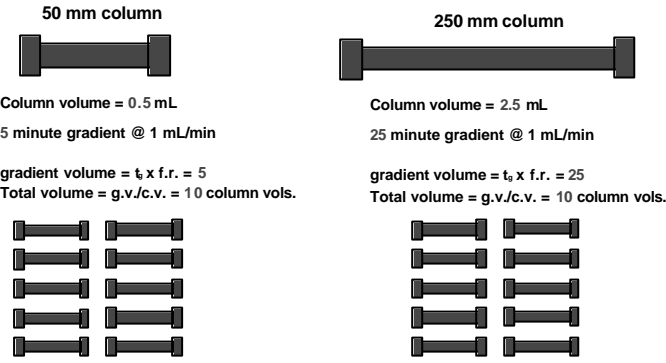 50 mm column
Column volume = 0.5 mL
5 minute gradient @ 1 mL/min
gradient volume = tg x f.r. = 5
Total volume = g.v./c.v. = 10 column vols.
250 mm column
Column volume = 2.5 mL
25 minute gradient @ 1 mL/min
gradient volume = tg x f.r. = 25
Total volume = g.v./c.v. = 10 column vols.